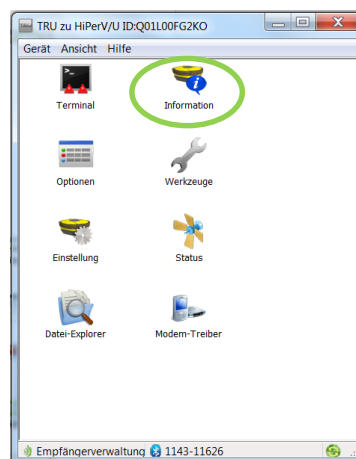 TRU zu HiPerV/U ID:Q01L00FG2KO
Gerät Ansicht Hilfe
Terminal Information
Optionen Werkzeuge
Einstellung Status
Datei-Explorer Modem-Treiber
Empfängerverwaltung 1143-11626